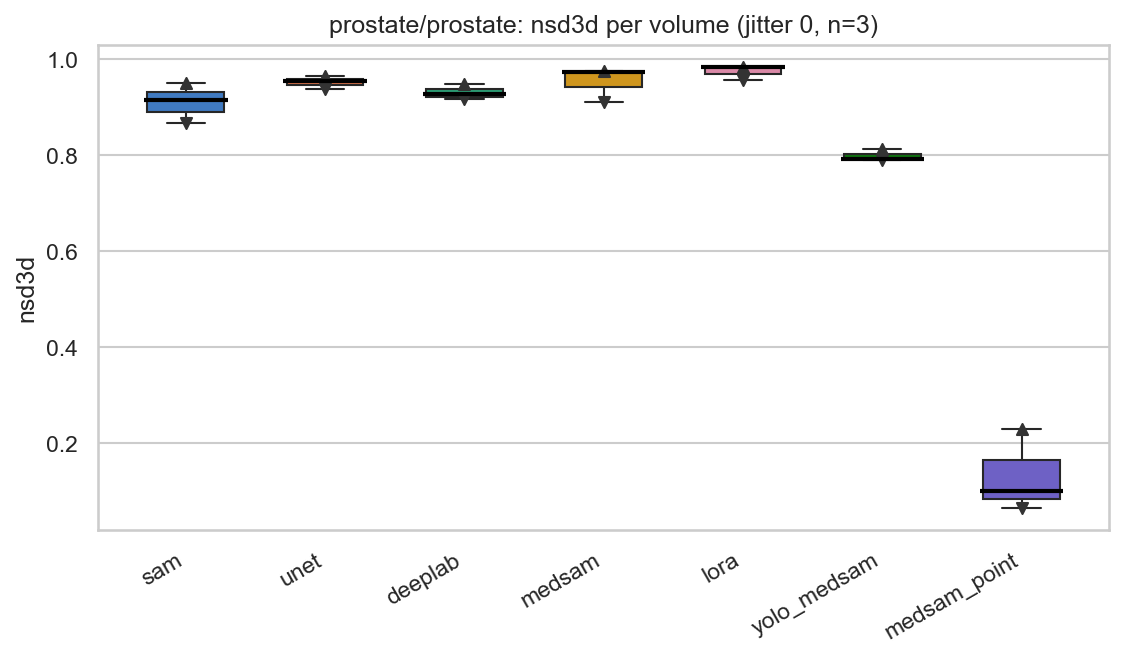 prostate/prostate: nsd3d per volume (jitter 0, n=3)
1.0
0.8
0.6
0.4
0.2
nsd3d
sam
unet
deeplab
medsam
lora
yolo_medsam
medsam_point